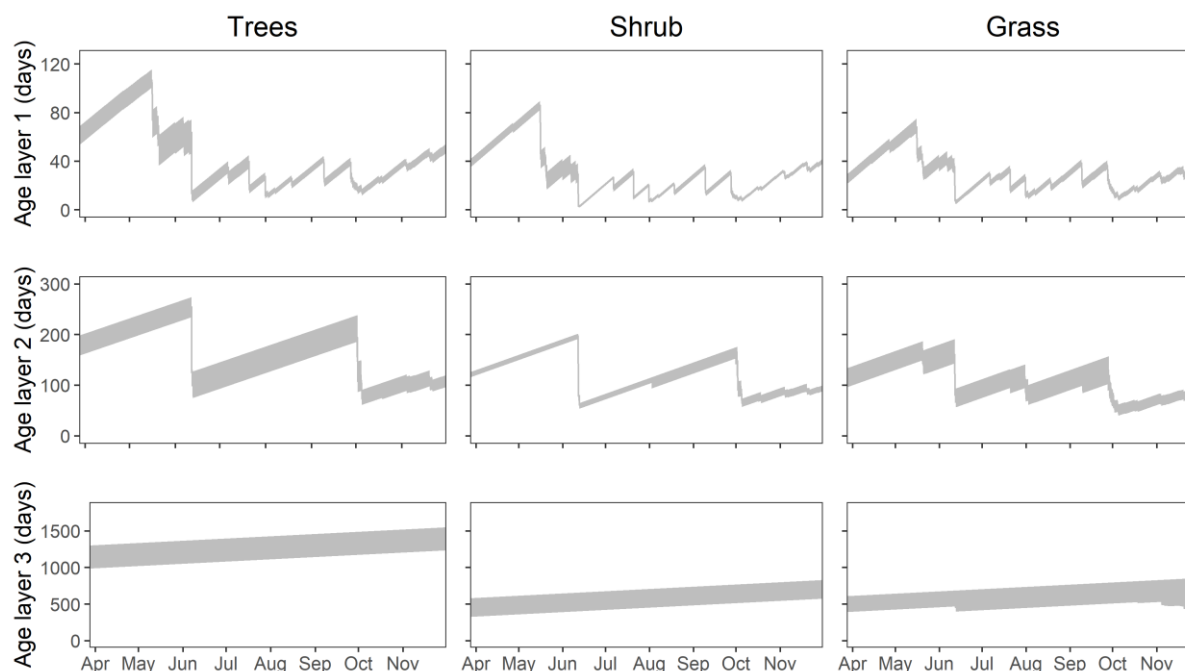 Trees Shrub Grass
Age layer 1 (days)
120
80
40
0
Age layer 2 (days)
300
200
100
0
Age layer 3 (days)
1500
1000
500
0
Apr May Jun Jul Aug Sep Oct Nov Apr May Jun Jul Aug Sep Oct Nov Apr May Jun Jul Aug Sep Oct Nov